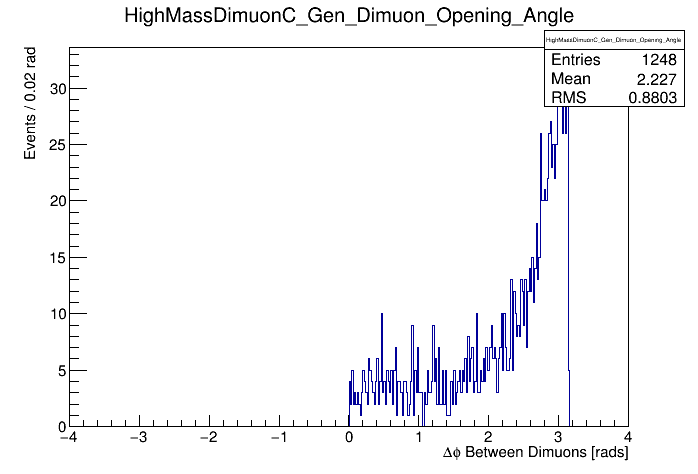 HighMassDimuonC_Gen_Dimuon_Opening_Angle
HighMassDimuonC_Gen_Dimuon_Opening_Angle
Entries 1248
Mean 2.227
RMS 0.8803
Events / 0.02 rad
30
25
20
15
10
5
0
−4 −3 −2 −1 0 1 2 3 4
Δϕ Between Dimuons [rads]